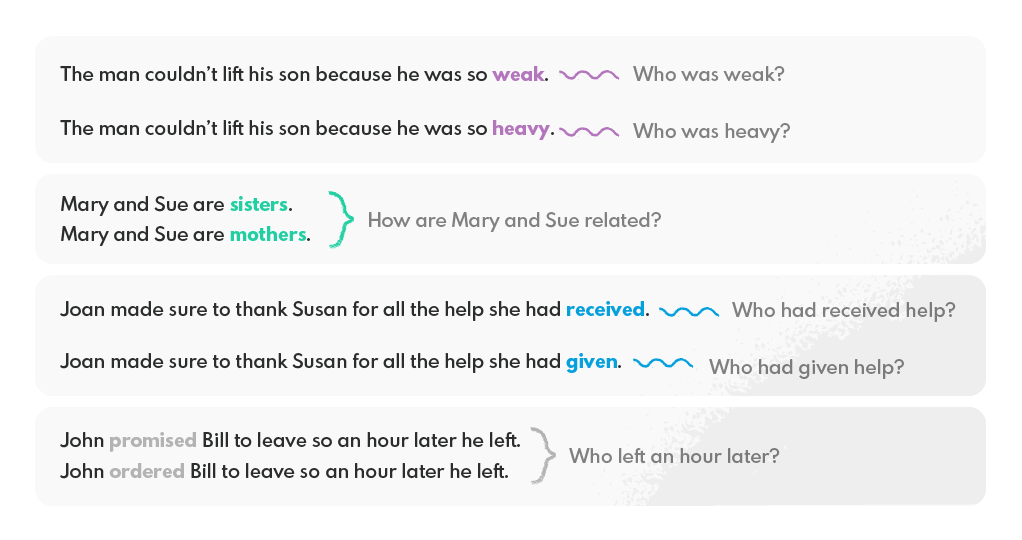 The man couldn't lift his son because he was so weak. Who was weak?
The man couldn't lift his son because he was so heavy. Who was heavy?
Mary and Sue are sisters.
Mary and Sue are mothers.
How are Mary and Sue related?
Joan made sure to thank Susan for all the help she had received. Who had received help?
Joan made sure to thank Susan for all the help she had given. Who had given help?
John promised Bill to leave so an hour later he left.
John ordered Bill to leave so an hour later he left.
Who left an hour later?